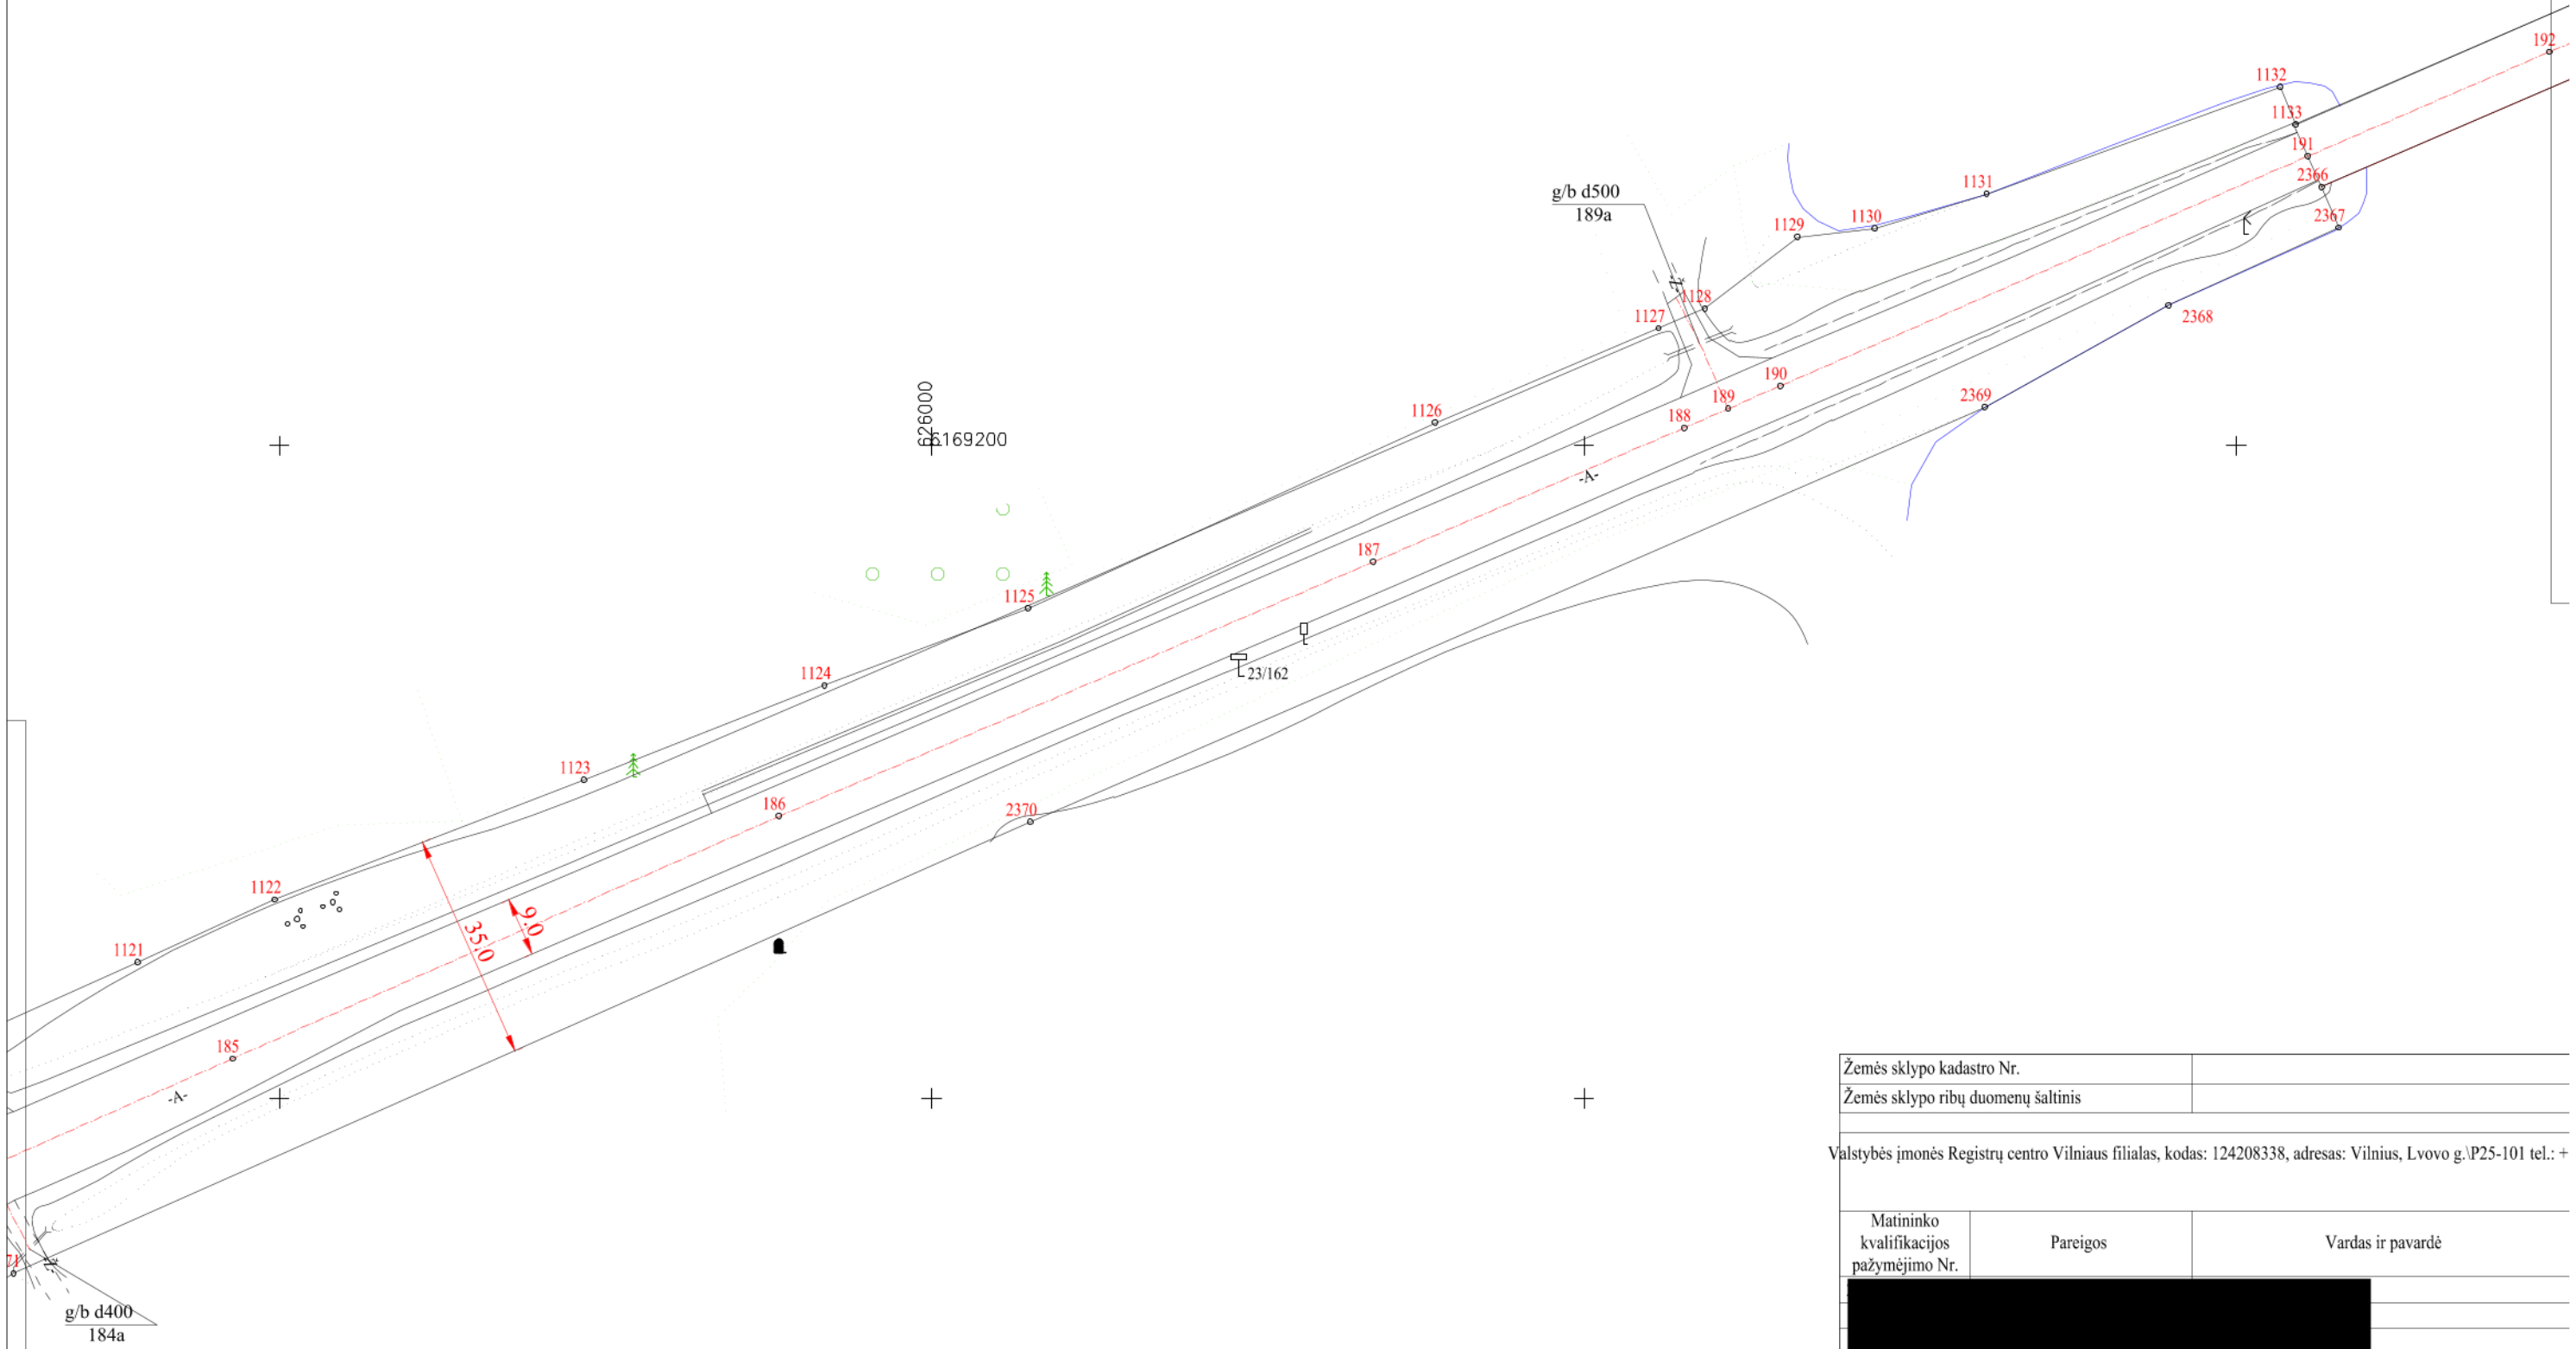 192
1132
1133
191
2366
2367
g/b d500
189a
1131
1130
1129
Ž.
1128
1127
2368
190
2369
189
188
1126
626000
6169200
-A-
187
1125
23/162
1124
1123
186
2370
1122
9.0
35.0
1121
185
-A-
71
Ž.
g/b d400
184a
Žemės sklypo kadastro Nr.
Žemės sklypo ribų duomenų šaltinis
Valstybės įmonės Registrų centro Vilniaus filialas, kodas: 124208338, adresas: Vilnius, Lvovo g.\P25-101 tel.: +
Matininko
kvalifikacijos
pažymėjimo Nr.
Pareigos
Vardas ir pavardė